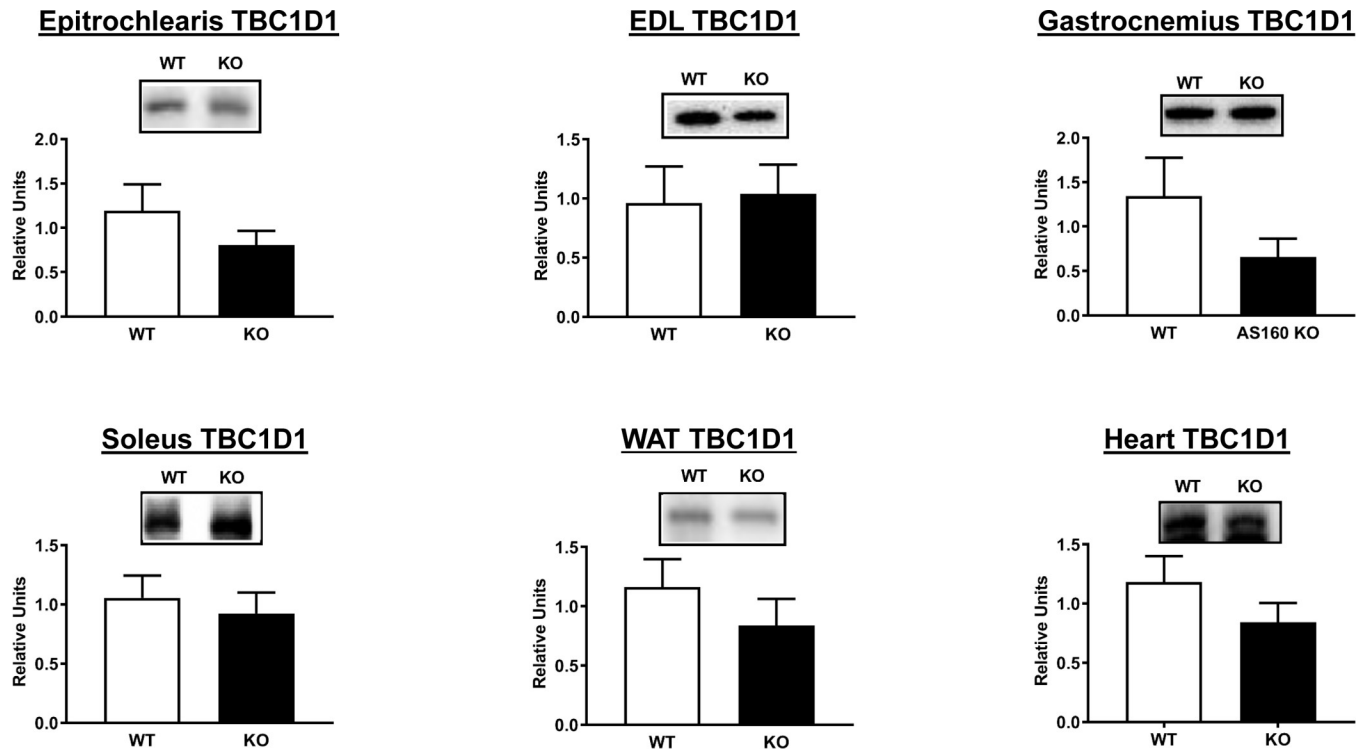 Epitrochlearis TBC1D1
WT KO
2.0
1.5
1.0
0.5
0.0
Relative Units
WT KO
EDL TBC1D1
WT KO
1.5
1.0
0.5
0.0
Relative Units
WT KO
Gastrocnemius TBC1D1
WT KO
2.0
1.5
1.0
0.5
0.0
Relative Units
WT AS160 KO
Soleus TBC1D1
WT KO
1.5
1.0
0.5
0.0
Relative Units
WT KO
WAT TBC1D1
WT KO
1.5
1.0
0.5
0.0
Relative Units
WT KO
Heart TBC1D1
WT KO
1.5
1.0
0.5
0.0
Relative Units
WT KO